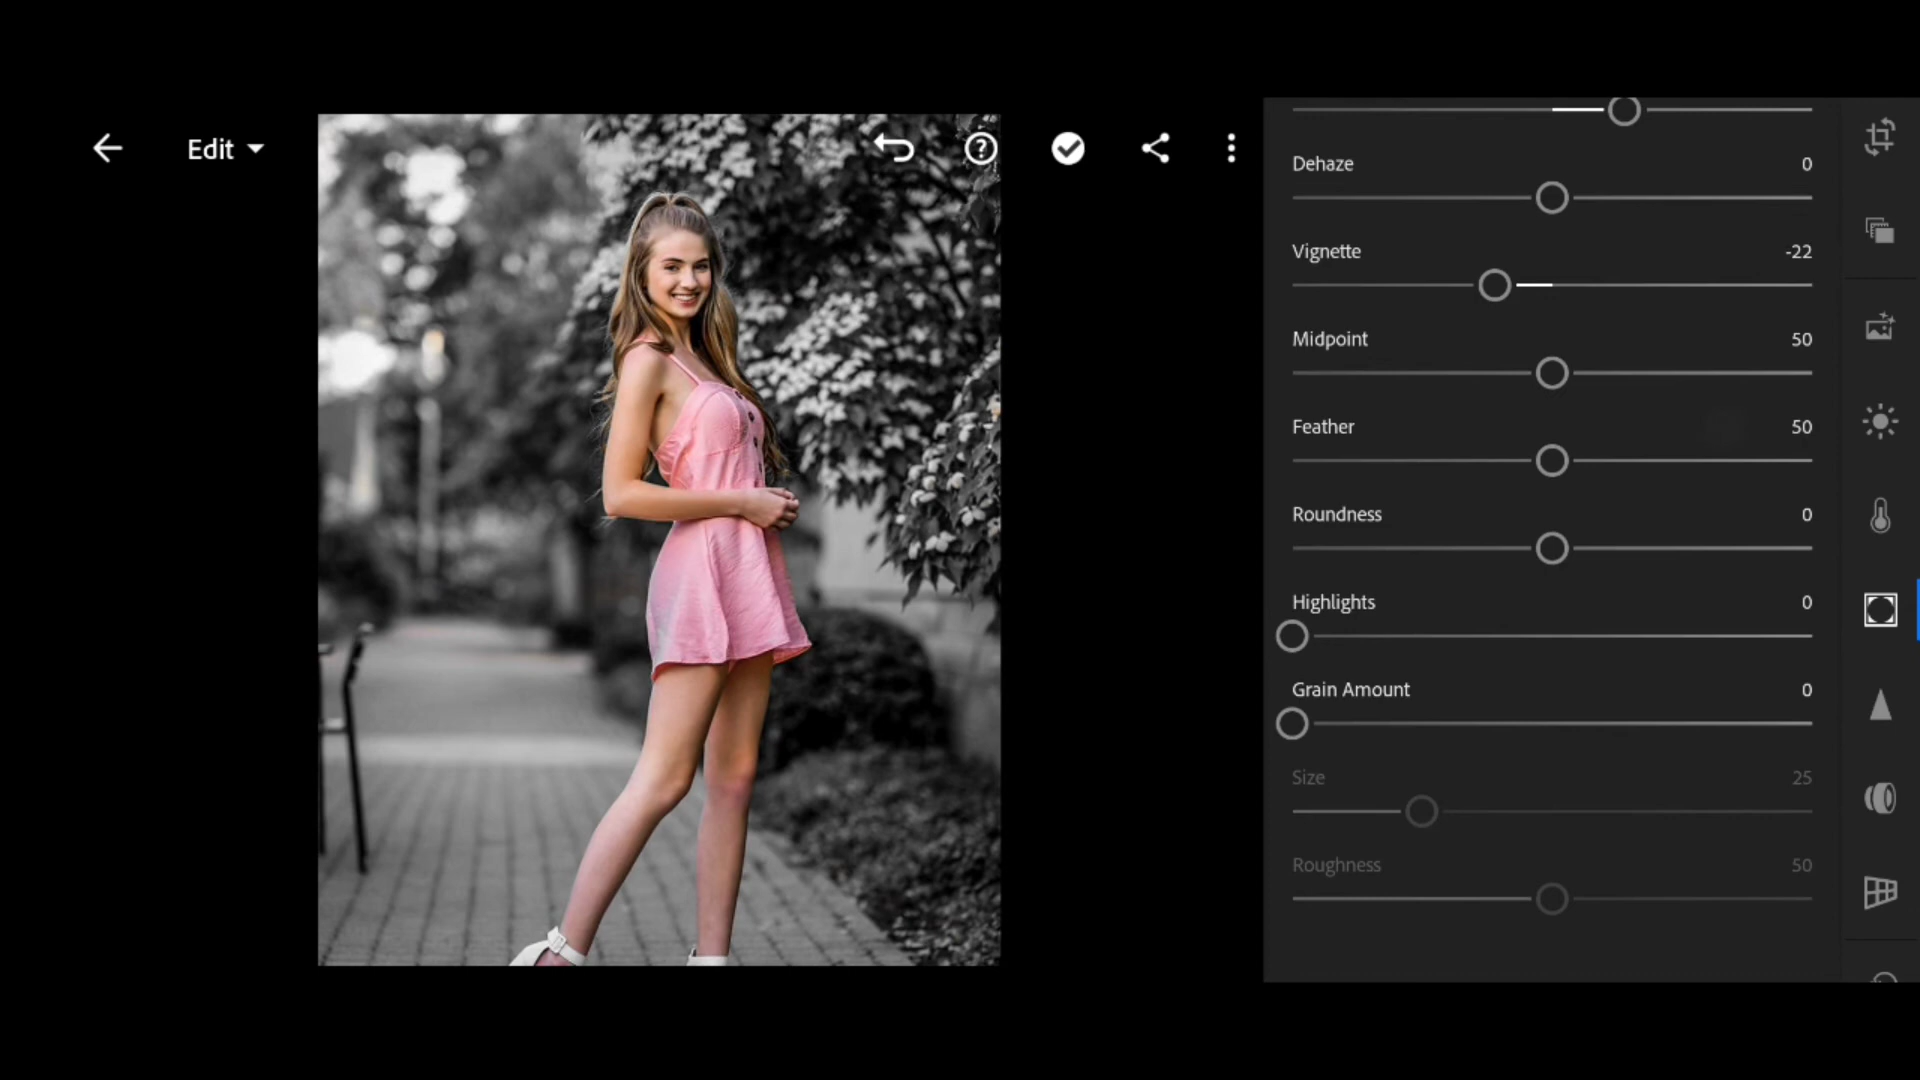 Edit
Dehaze 0
Vignette -22
Midpoint 50
Feather 50
Roundness 0
Highlights 0
Grain Amount 0
Size 25
Roughness 50